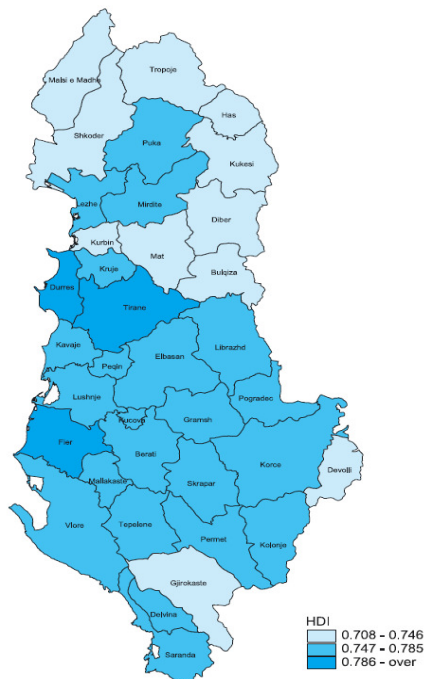 Malsi e Madhe
Tropoje
Has
Shkoder
Puka
Kukesi
Lezhe
Mirdite
Diber
Kurbin
Mat
Bulqiza
Kruje
Durres
Tirane
Kavaje
Elbasan
Librazhd
Peqin
Lushnje
Pogradec
Kucova
Gramsh
Fier
Berati
Korce
Devolli
Skrapar
Mallakaste
Vlore
Tepelene
Permet
Kolonje
Gjirokaste
Delvina
Saranda
HDI
0.708 - 0.746
0.747 - 0.785
0.786 - over